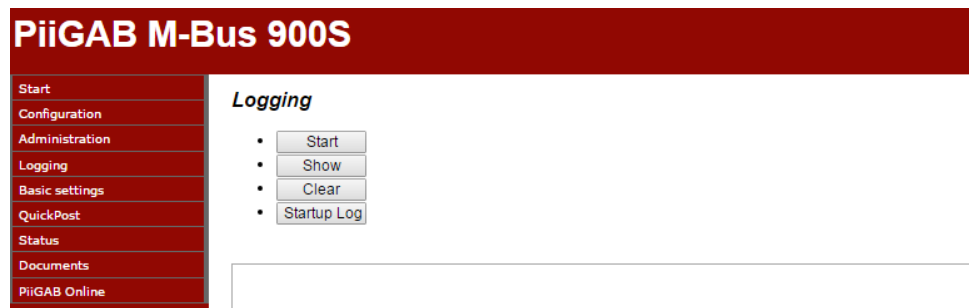 PiiGAB M-Bus 900S
Start
Configuration
Administration
Logging
Basic settings
QuickPost
Status
Documents
PiiGAB Online
Logging
Start
Show
Clear
Startup Log